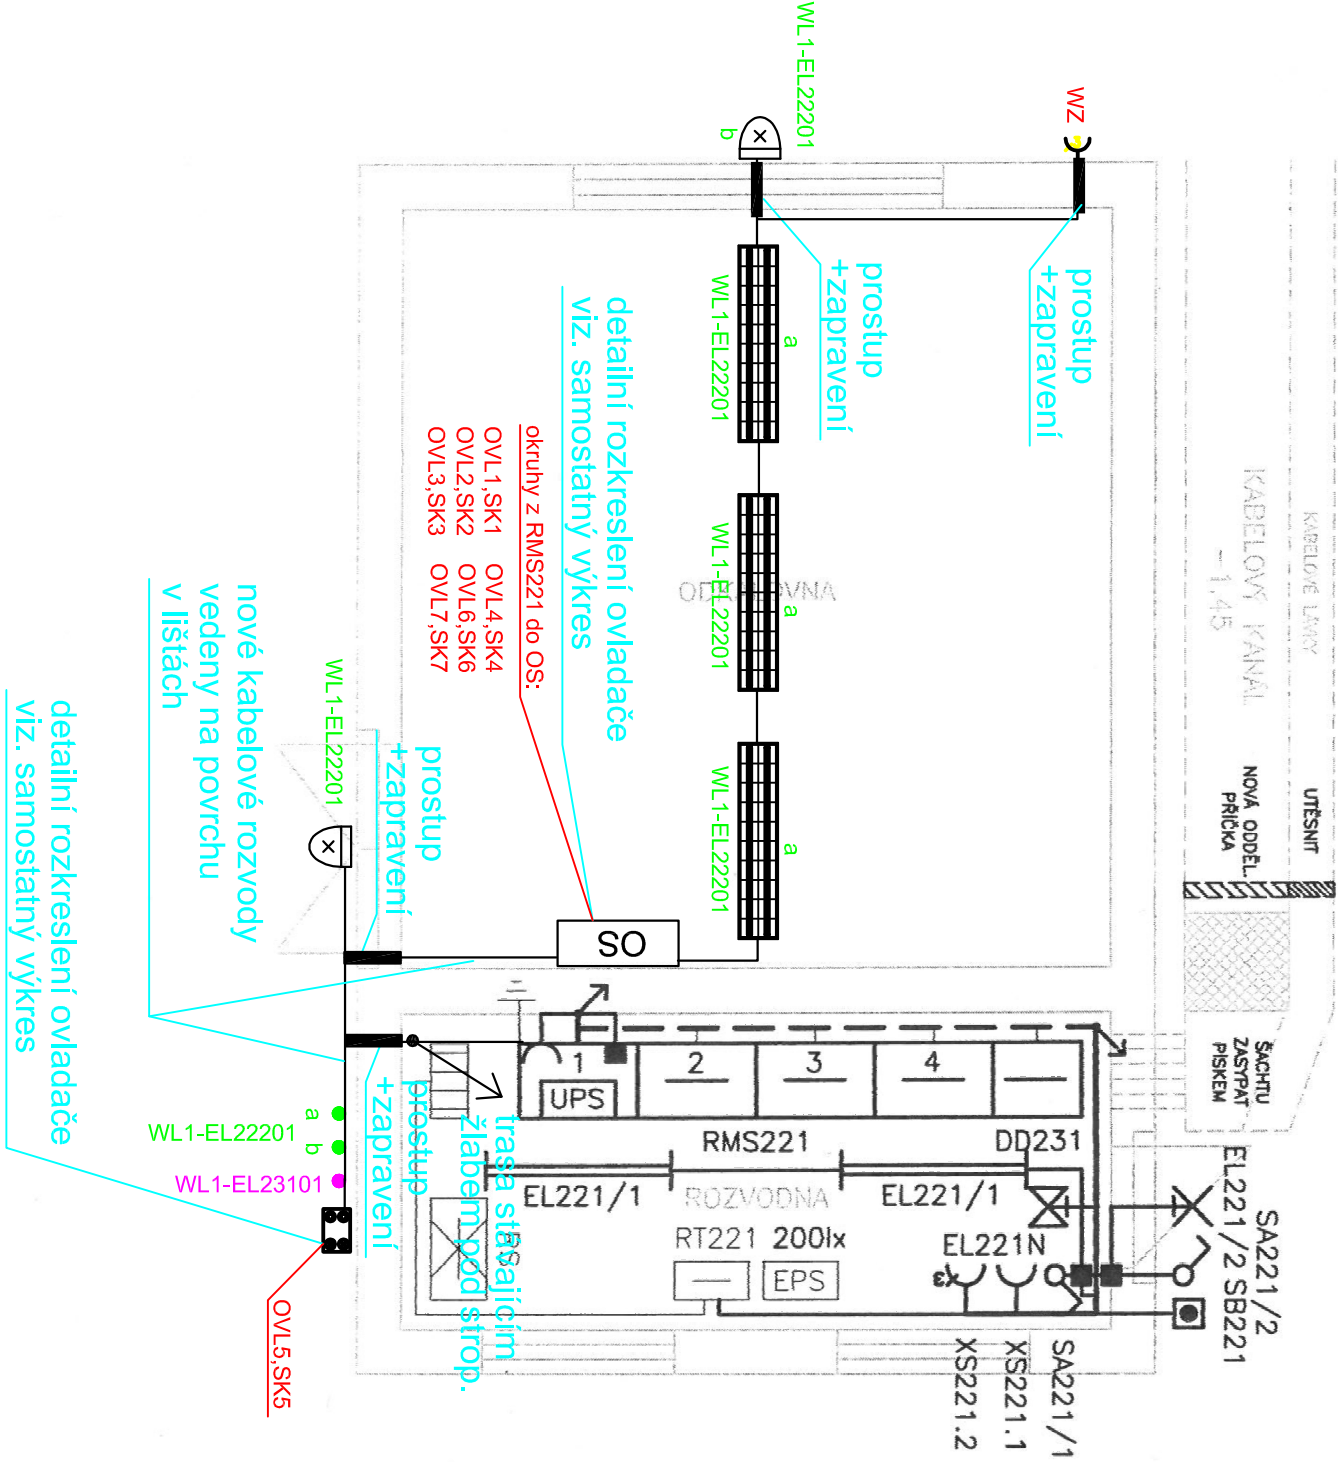 WL1-EL22201
b
WZ
prostup
+zapravení
prostup
+zapravení
WL1-EL22201
a
detailní rozkreslení ovladače
viz. samostatný výkres
okruhy z RMS221 do OS:
OVL1,SK1 OVL4,SK4
OVL2,SK2 OVL6,SK6
OVL3,SK3 OVL7,SK7
WL1-EL22201
a
WL1-EL22201
a
KABELOVÉ LÁVKY
KABELOVÝ KANÁL
-1,45
UTĚSNIT
NOVÁ ODDĚL.
PŘÍČKA
ŠACHTU
ZASYPAT
PÍSKEM
nové kabelové rozvody
vedeny na povrchu
v lištách
WL1-EL22201
prostup
+zapravení
SO
detailní rozkreslení ovladače
viz. samostatný výkres
1
2
3
4
UPS
RMS221
DD231
a
WL1-EL22201
b
WL1-EL23101
prostup
+zapravení
trasa stávajícím
žlabem pod strop.
EL221/1
ROZVODNA
EL221/1
RT221 200lx
EL221N
EPS
x3
SA221/2
EL221/2 SB221
SA221/1
XS221.1
XS221.2
OVL5,SK5